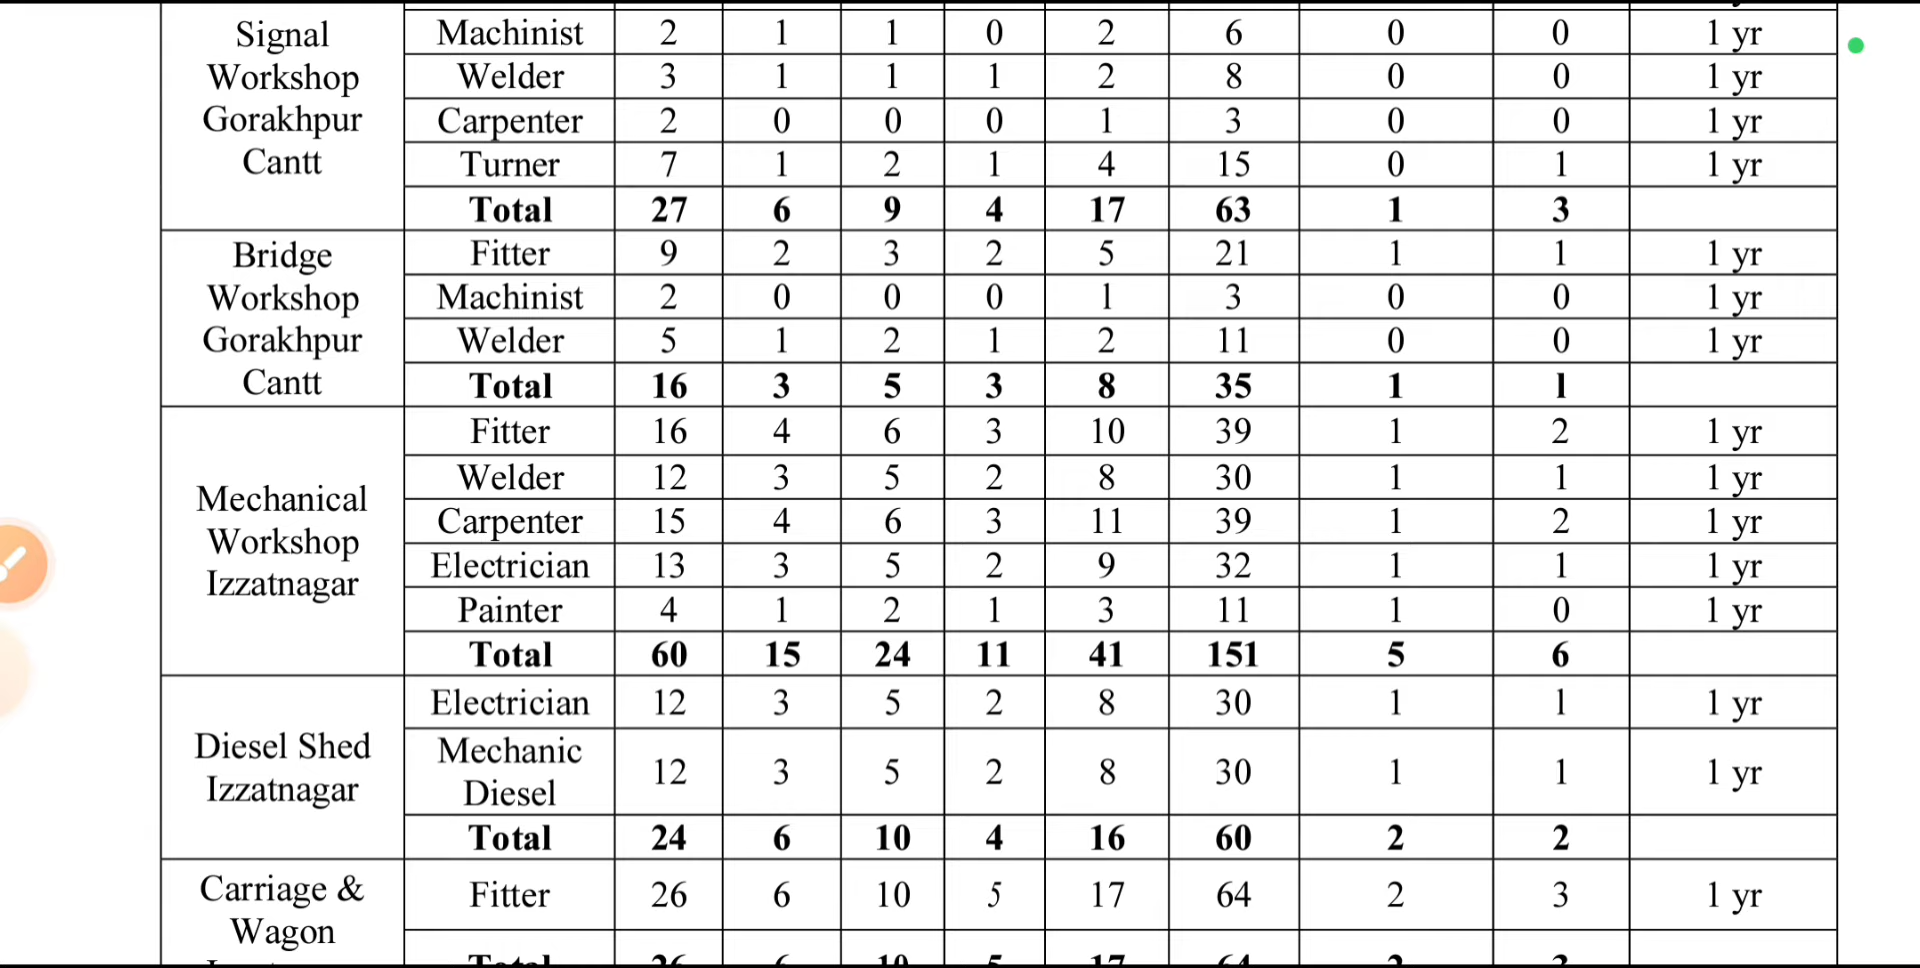 Signal Workshop Gorakhpur Cantt
Machinist 2 1 1 0 2 6 0 0 1 yr
Welder 3 1 1 1 2 8 0 0 1 yr
Carpenter 2 0 0 0 1 3 0 0 1 yr
Turner 7 1 2 1 4 15 0 1 1 yr
Total 27 6 9 4 17 63 1 3
Bridge Workshop Gorakhpur Cantt
Fitter 9 2 3 2 5 21 1 1 1 yr
Machinist 2 0 0 0 1 3 0 0 1 yr
Welder 5 1 2 1 2 11 0 0 1 yr
Total 16 3 5 3 8 35 1 1
Mechanical Workshop Izzatnagar
Fitter 16 4 6 3 10 39 1 2 1 yr
Welder 12 3 5 2 8 30 1 1 1 yr
Carpenter 15 4 6 3 11 39 1 2 1 yr
Electrician 13 3 5 2 9 32 1 1 1 yr
Painter 4 1 2 1 3 11 1 0 1 yr
Total 60 15 24 11 41 151 5 6
Diesel Shed Izzatnagar
Electrician 12 3 5 2 8 30 1 1 1 yr
Mechanic Diesel 12 3 5 2 8 30 1 1 1 yr
Total 24 6 10 4 16 60 2 2
Carriage & Wagon
Fitter 26 6 10 5 17 64 2 3 1 yr